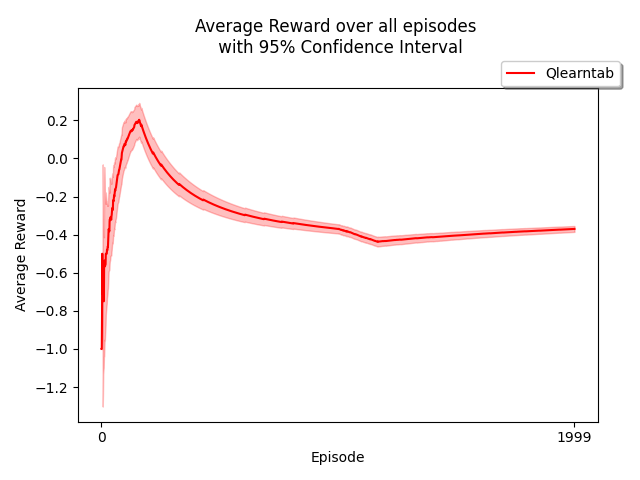 Average Reward over all episodes
with 95% Confidence Interval
Qlearntab
0.2
0.0
−0.2
−0.4
−0.6
−0.8
−1.0
−1.2
Average Reward
0
1999
Episode